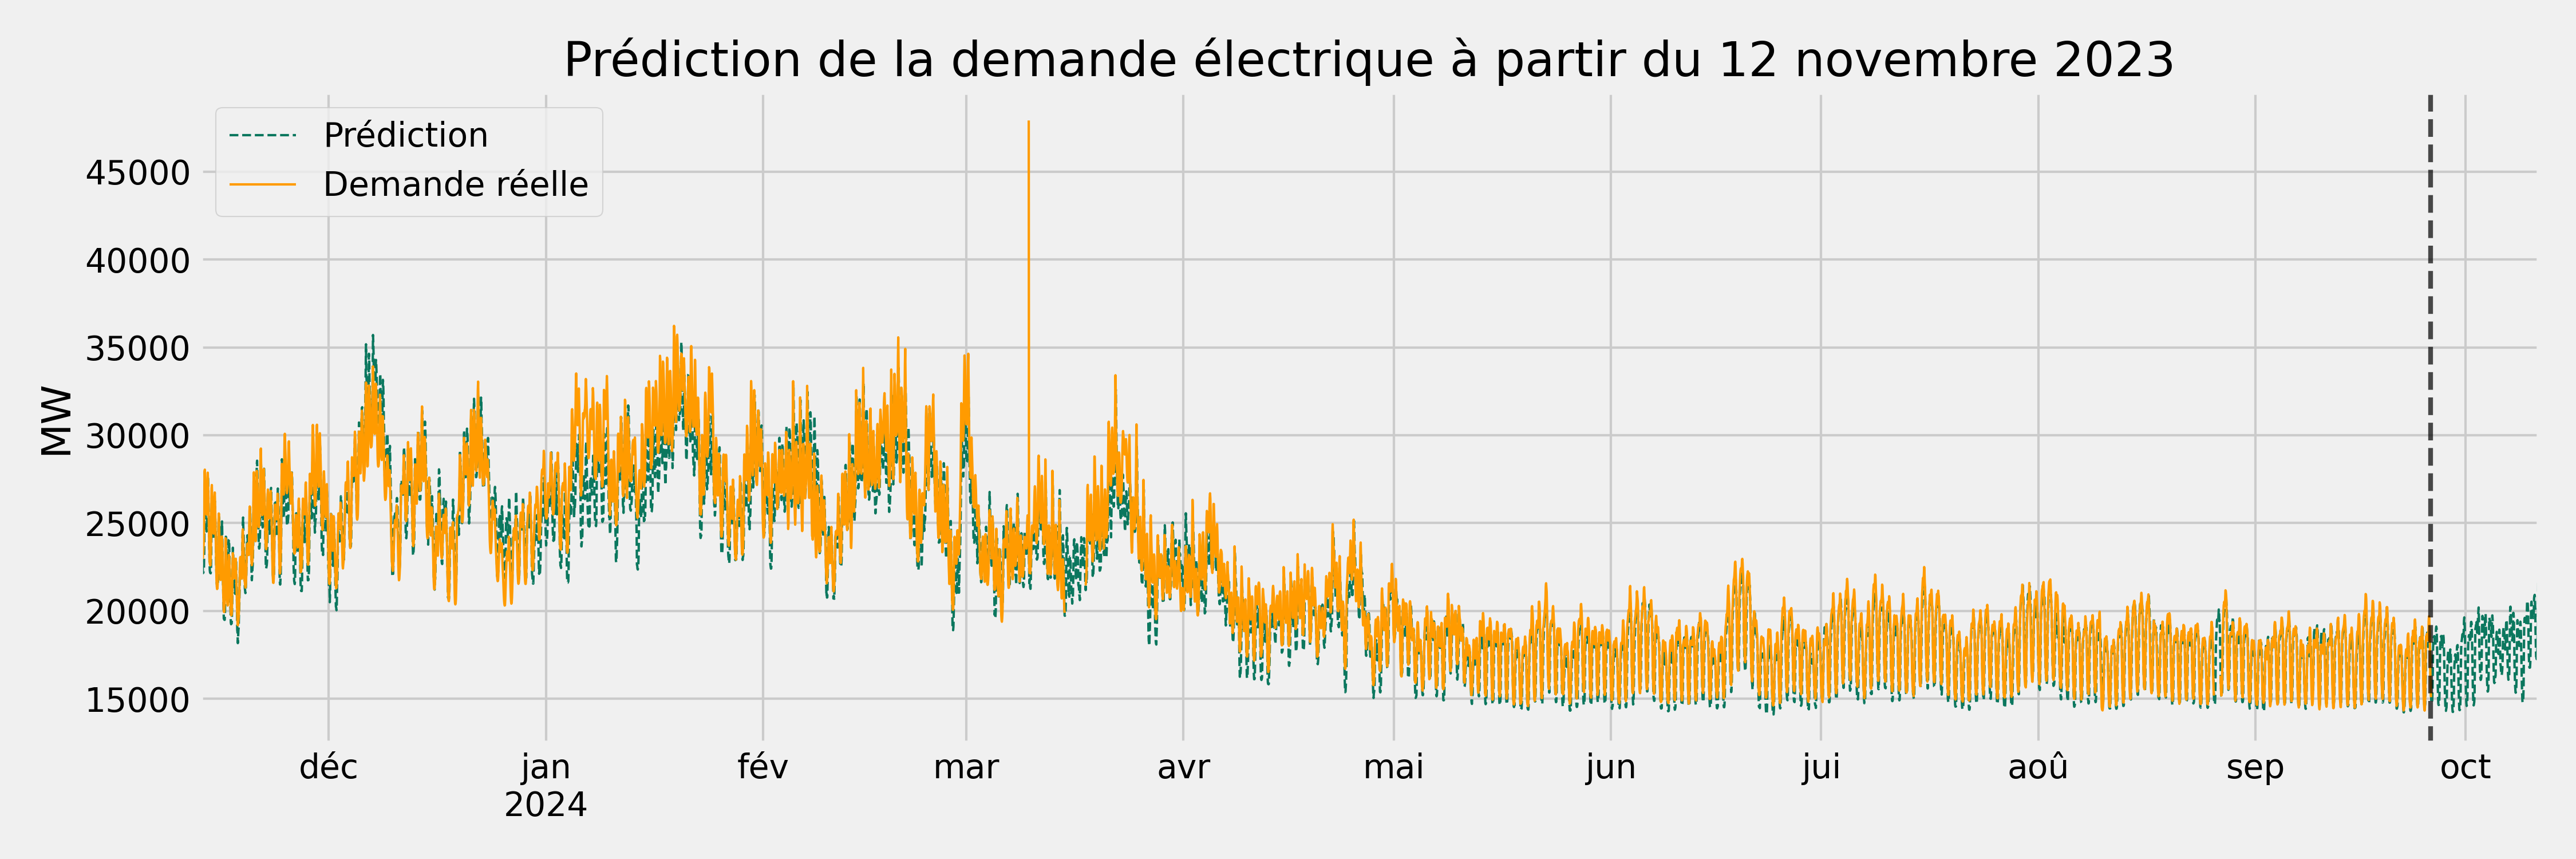 Prédiction de la demande électrique à partir du 12 novembre 2023
Prédiction
Demande réelle
MW
45000
40000
35000
30000
25000
20000
15000
déc jan fév mar avr mai jun jui aoû sep oct
2024